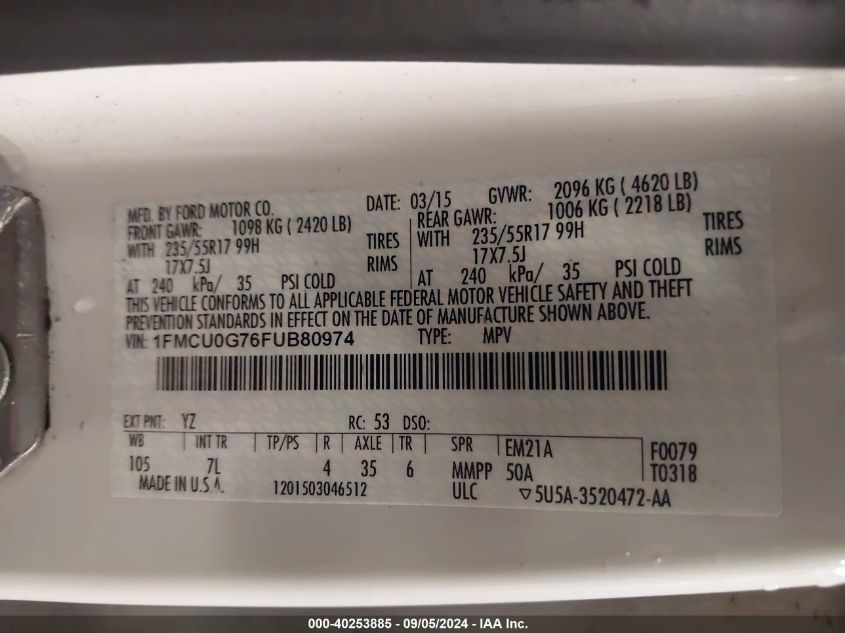 MFD. BY FORD MOTOR CO. DATE: 03/15 GVWR: 2096 KG ( 4620 LB)
FRONT GAWR: 1098 KG ( 2420 LB) REAR GAWR: 1006 KG ( 2218 LB)
WITH 235/55R17 99H TIRES WITH 235/55R17 99H TIRES
17X7.5J RIMS 17X7.5J RIMS
AT 240 kPa/ 35 PSI COLD AT 240 kPa/ 35 PSI COLD
THIS VEHICLE CONFORMS TO ALL APPLICABLE FEDERAL MOTOR VEHICLE SAFETY AND THEFT
PREVENTION STANDARDS IN EFFECT ON THE DATE OF MANUFACTURE SHOWN ABOVE.
VIN: 1FMCU0G76FUB80974 TYPE: MPV
EXT PNT: YZ RC: 53 DSO:
WB INT TR TP/PS R AXLE TR SPR EM21A F0079
105 7L 4 35 6 MMPP 50A T0318
MADE IN U.S.A. 1201503046512 ULC ▽5U5A-3520472-AA
000-40253885 - 09/05/2024 - IAA Inc.